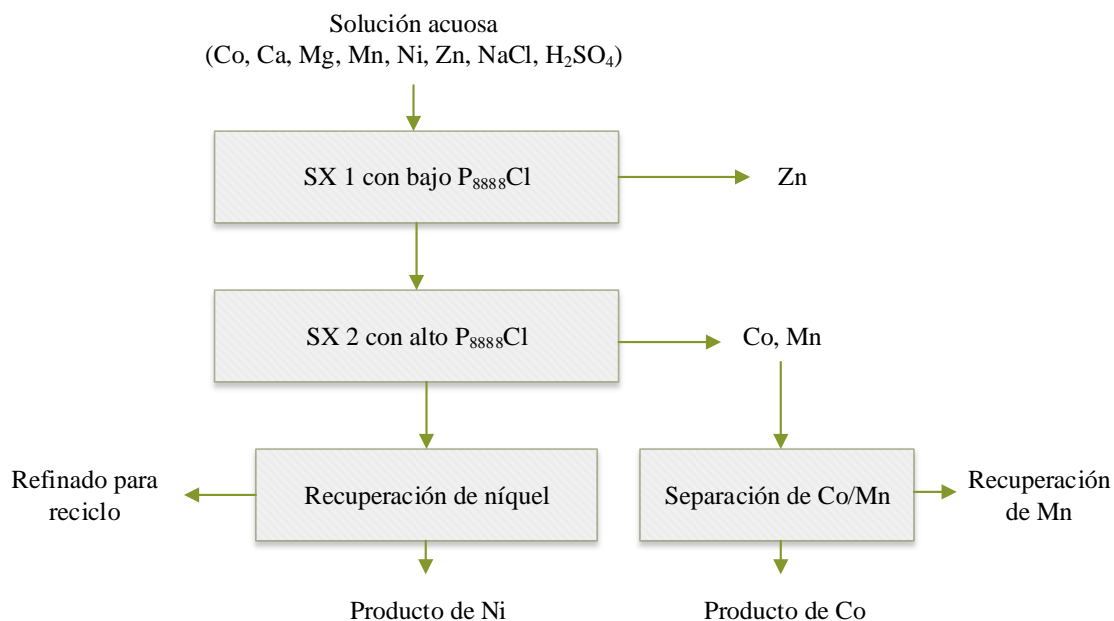 Solución acuosa
(Co, Ca, Mg, Mn, Ni, Zn, NaCl, H₂SO₄)
SX 1 con bajo P₈₈₈₈Cl
Zn
SX 2 con alto P₈₈₈₈Cl
Co, Mn
Refinado para
reciclo
Recuperación de níquel
Separación de Co/Mn
Recuperación
de Mn
Producto de Ni
Producto de Co